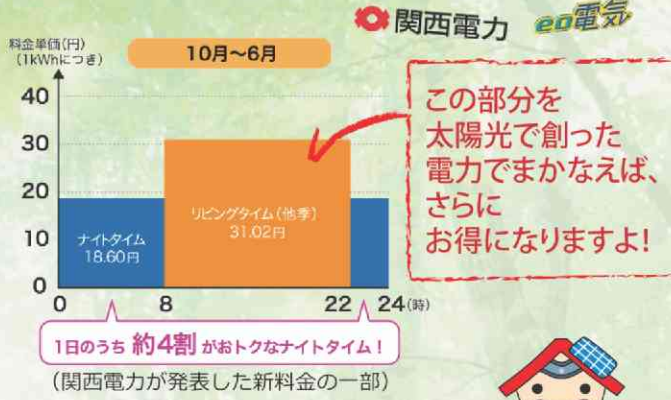 関西電力 eo電気
料金単価(円)
(1kWhにつき)
10月〜6月
40
30
20
10
0
リビングタイム(他季)
31.02円
ナイトタイム
18.60円
0 8 22 24(時)
1日のうち 約4割 がおトクなナイトタイム!
(関西電力が発表した新料金の一部)
この部分を
太陽光で創った
電力でまかなえば、
さらに
お得になりますよ!